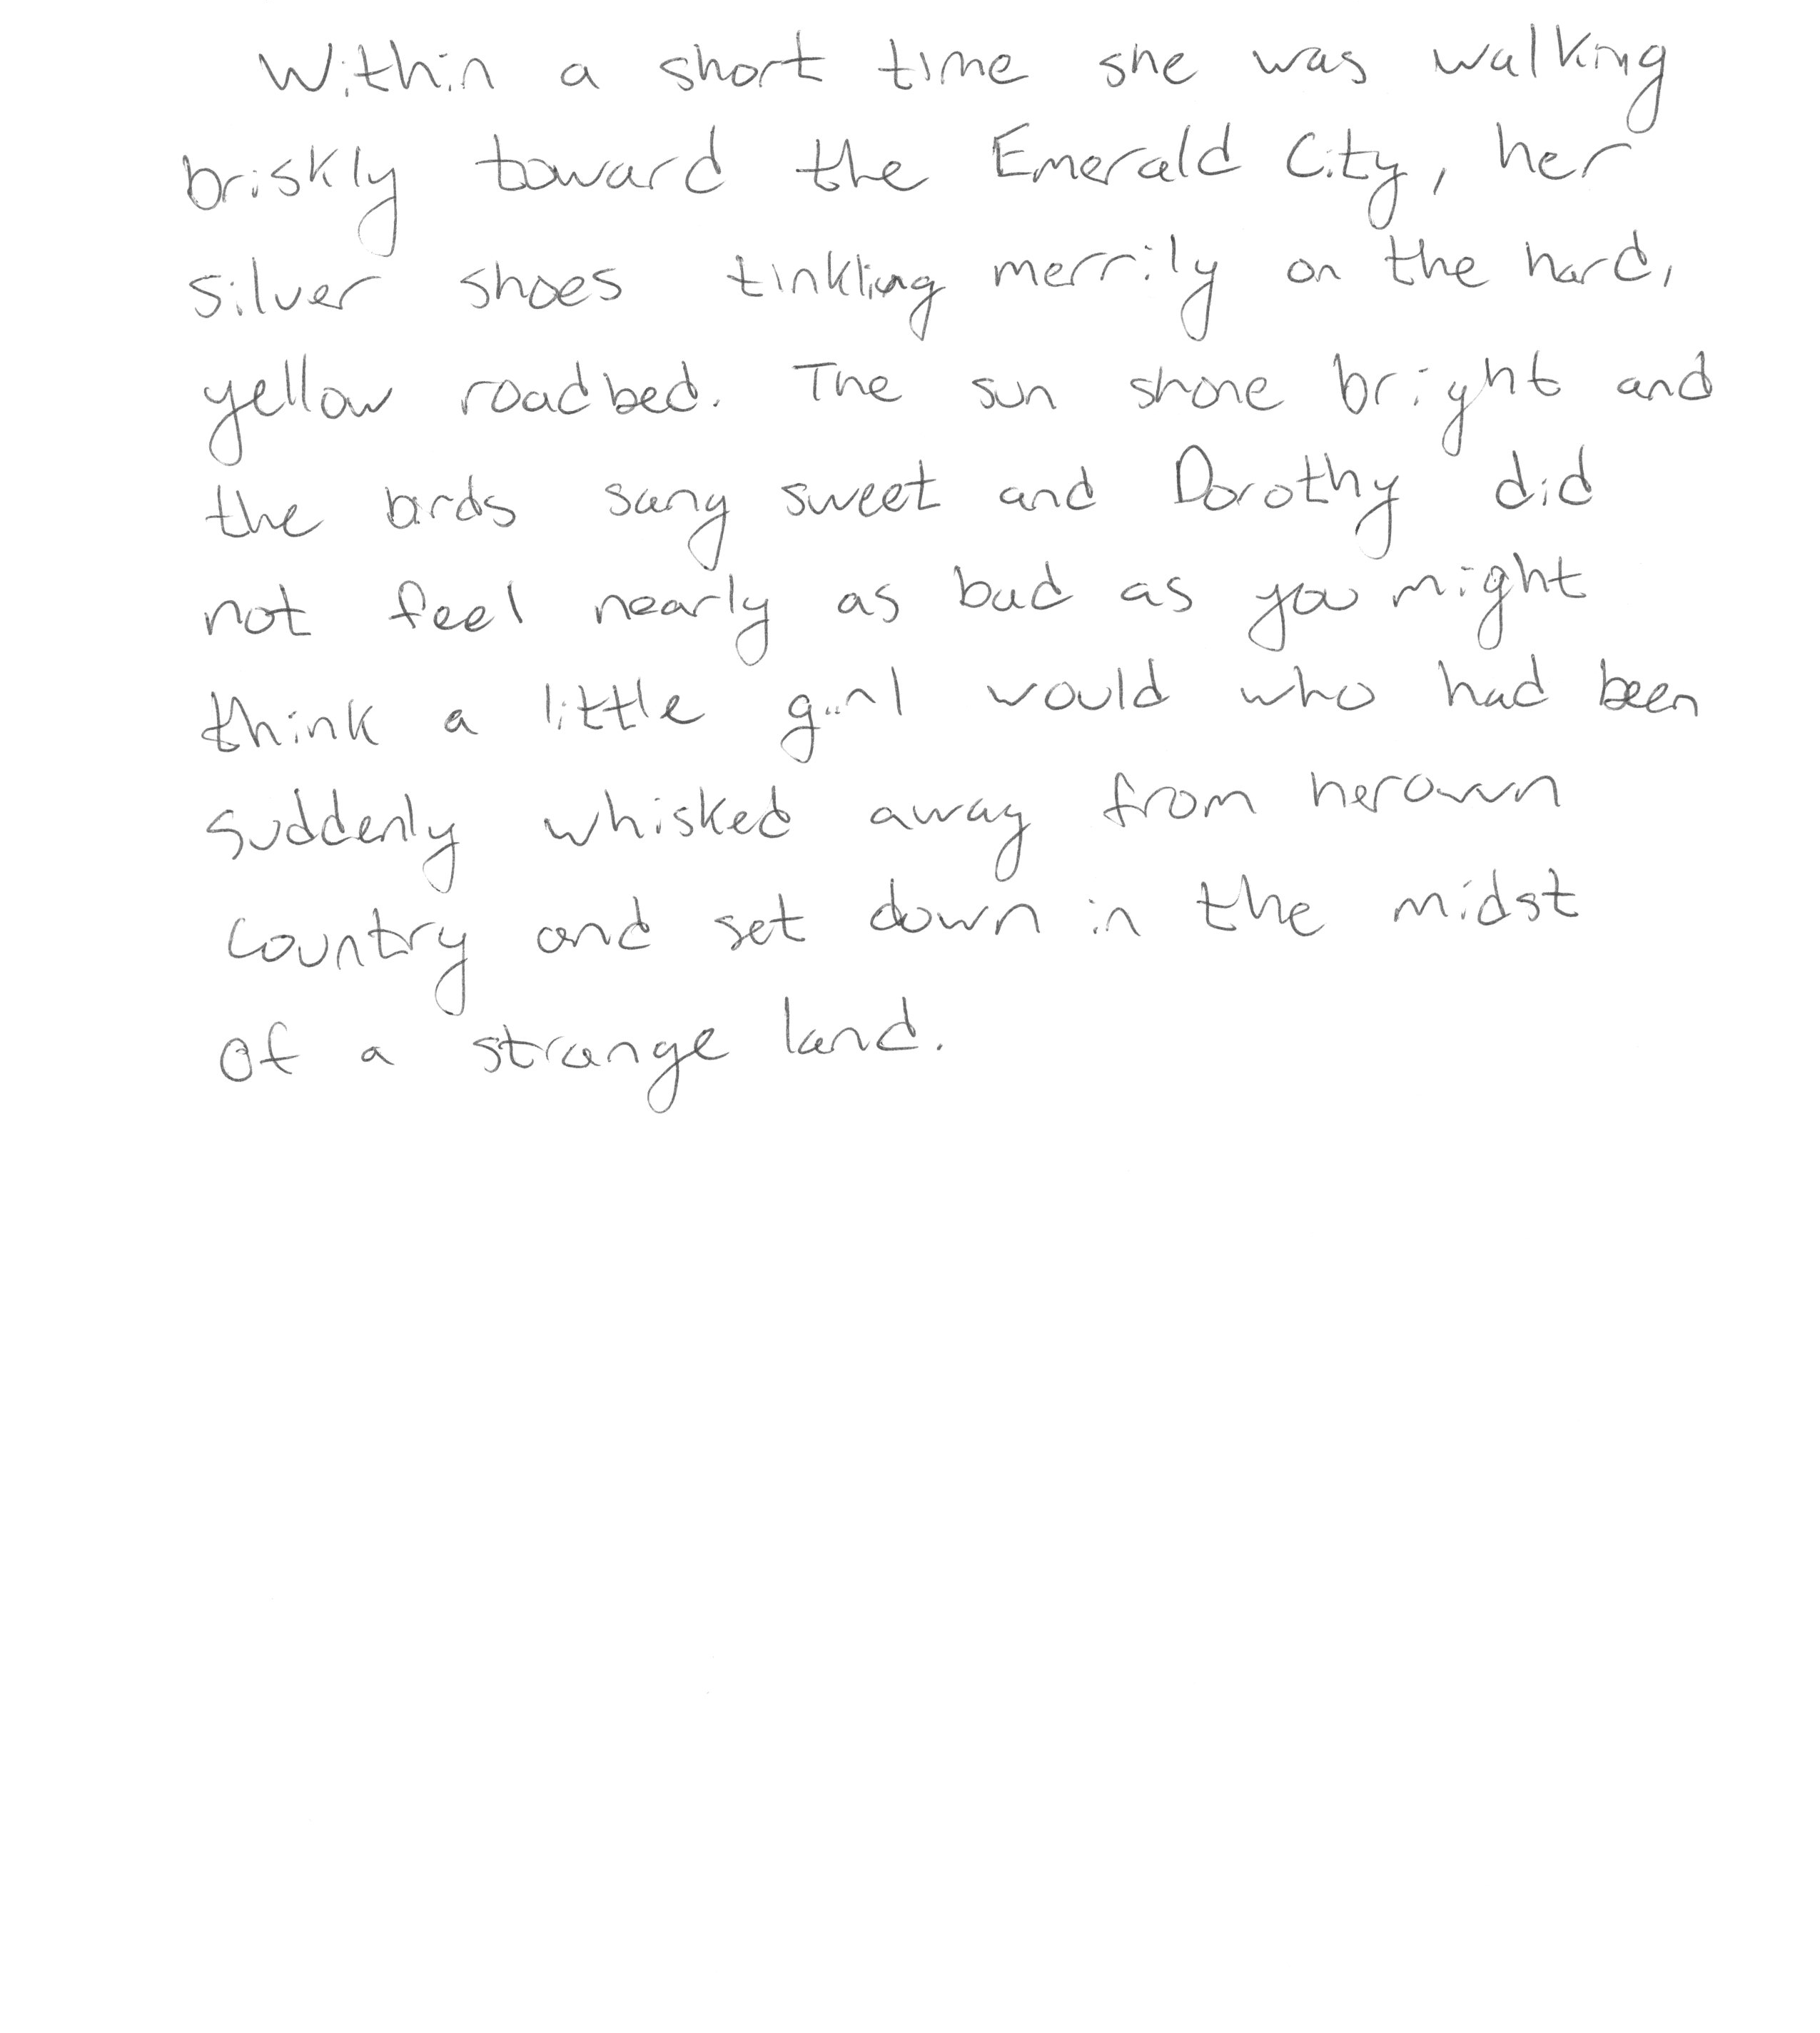 Within a short time she was walking
briskly toward the Emerald City, her
silver shoes tinkling merrily on the hard,
yellow roadbed. The sun shone bright and
the birds sang sweet and Dorothy did
not feel nearly as bad as you might
think a little girl would who had been
suddenly whisked away from her own
country and set down in the midst
of a strange land.